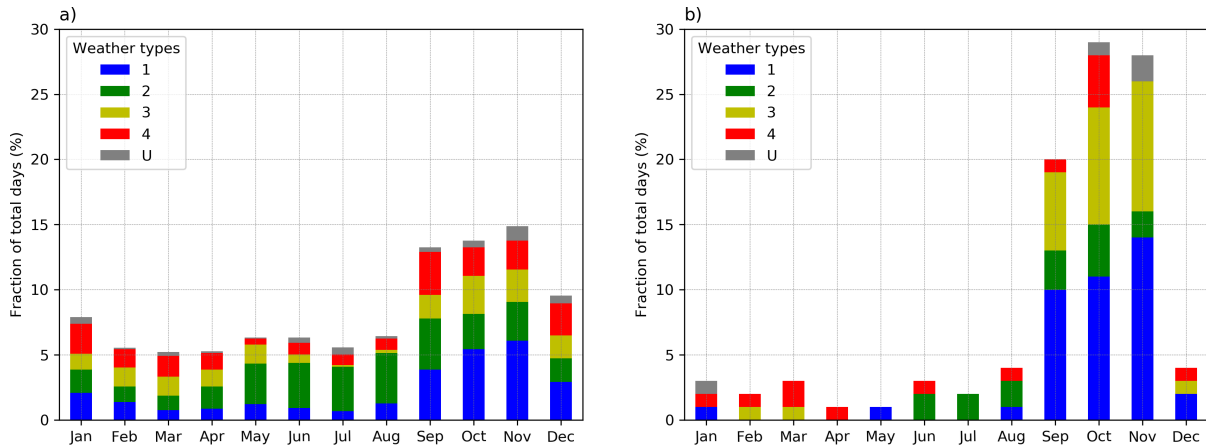 a)
Weather types
1
2
3
4
U
Fraction of total days (%)
30
25
20
15
10
5
0
Jan Feb Mar Apr May Jun Jul Aug Sep Oct Nov Dec
b)
Weather types
1
2
3
4
U
Fraction of total days (%)
30
25
20
15
10
5
0
Jan Feb Mar Apr May Jun Jul Aug Sep Oct Nov Dec